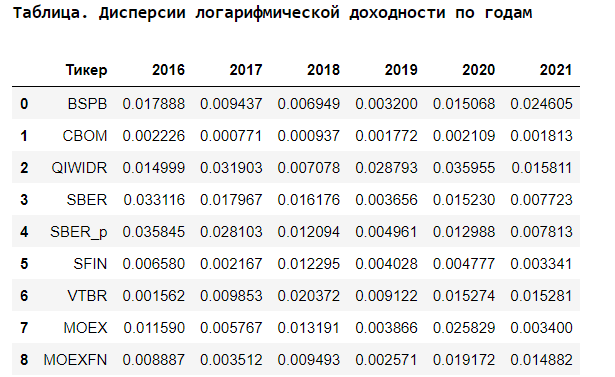 Таблица. Дисперсии логарифмической доходности по годам
Тикер 2016 2017 2018 2019 2020 2021
0 BSPB 0.017888 0.009437 0.006949 0.003200 0.015068 0.024605
1 CBOM 0.002226 0.000771 0.000937 0.001772 0.002109 0.001813
2 QIWIDR 0.014999 0.031903 0.007078 0.028793 0.035955 0.015811
3 SBER 0.033116 0.017967 0.016176 0.003656 0.015230 0.007723
4 SBER_p 0.035845 0.028103 0.012094 0.004961 0.012988 0.007813
5 SFIN 0.006580 0.002167 0.012295 0.004028 0.004777 0.003341
6 VTBR 0.001562 0.009853 0.020372 0.009122 0.015274 0.015281
7 MOEX 0.011590 0.005767 0.013191 0.003866 0.025829 0.003400
8 MOEXFN 0.008887 0.003512 0.009493 0.002571 0.019172 0.014882